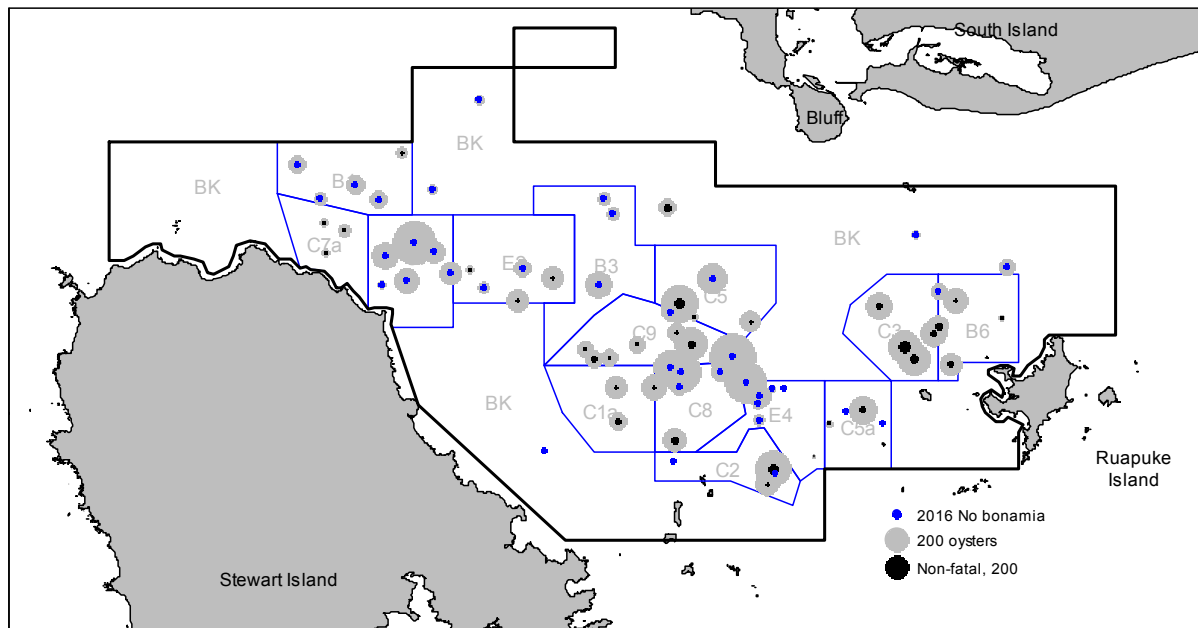 South Island
Bluff
BK
BK
B
BK
C7a
E2
B3
C5
C9
C3
B6
BK
C1a
C8
E4
C5a
C2
Ruapuke
Island
Stewart Island
2016 No bonamia
200 oysters
Non-fatal, 200